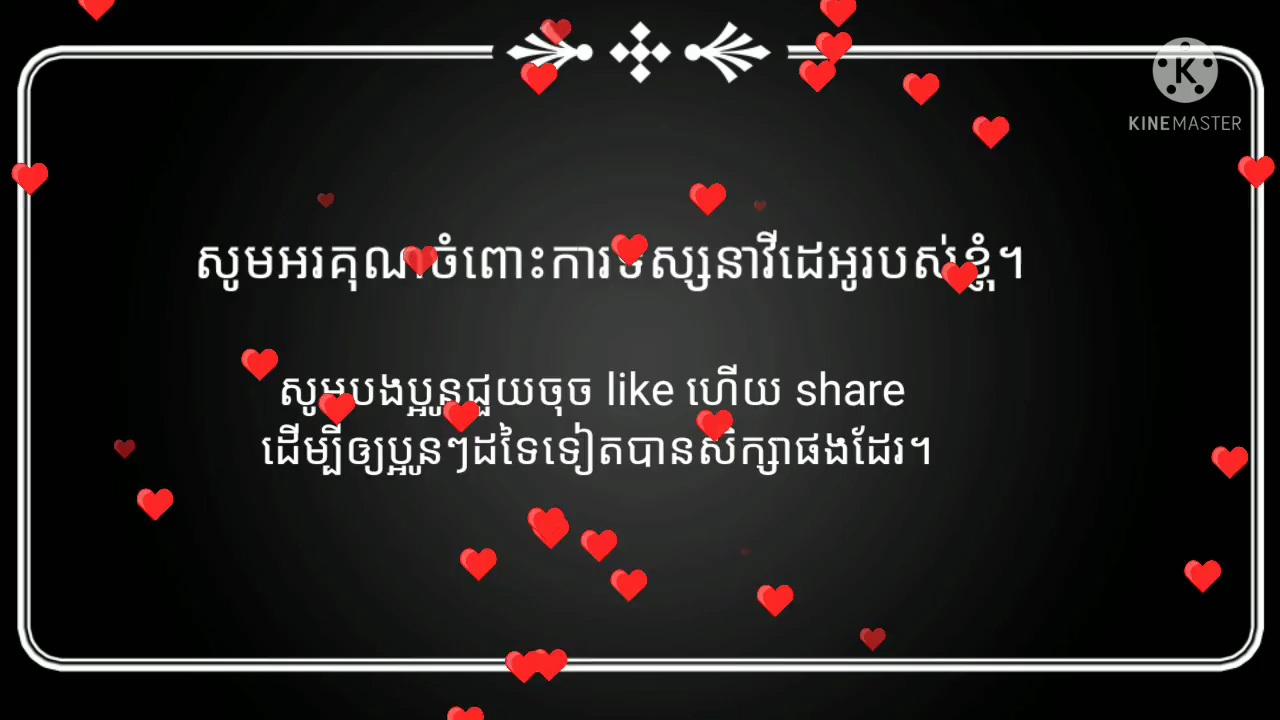 KINEMASTER
សូមអរគុណចំពោះការទស្សនាវីដេអូរបស់ខ្ញុំ។
សូមបងប្អូនជួយចុច like ហើយ share
ដើម្បីឲ្យប្អូនៗដទៃទៀតបានសិក្សាផងដែរ។